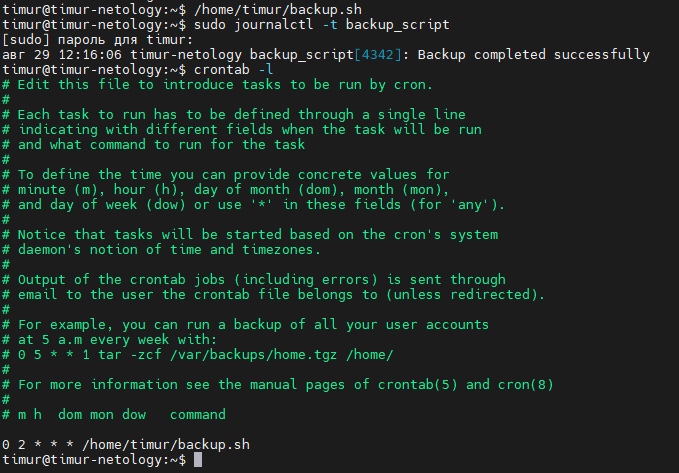 timur@timur-netology:~$ /home/timur/backup.sh
timur@timur-netology:~$ sudo journalctl -t backup_script
[sudo] пароль для timur:
авг 29 12:16:06 timur-netology backup_script[4342]: Backup completed successfully
timur@timur-netology:~$ crontab -l
# Edit this file to introduce tasks to be run by cron.
#
# Each task to run has to be defined through a single line
# indicating with different fields when the task will be run
# and what command to run for the task
#
# To define the time you can provide concrete values for
# minute (m), hour (h), day of month (dom), month (mon),
# and day of week (dow) or use '*' in these fields (for 'any').
#
# Notice that tasks will be started based on the cron's system
# daemon's notion of time and timezones.
#
# Output of the crontab jobs (including errors) is sent through
# email to the user the crontab file belongs to (unless redirected).
#
# For example, you can run a backup of all your user accounts
# at 5 a.m every week with:
# 0 5 * * 1 tar -zcf /var/backups/home.tgz /home/
#
# For more information see the manual pages of crontab(5) and cron(8)
#
# m h  dom mon dow   command
0 2 * * * /home/timur/backup.sh
timur@timur-netology:~$